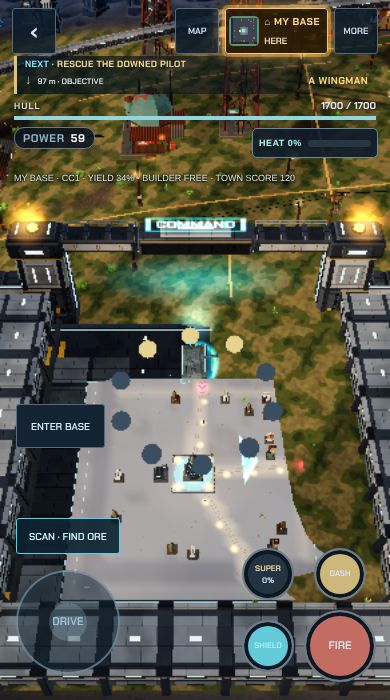 MAP
⌂ MY BASE
HERE
MORE
NEXT · RESCUE THE DOWNED PILOT
↓ 97 m · OBJECTIVE
A WINGMAN
HULL
1700 / 1700
POWER 59
HEAT 0%
MY BASE · CC1 · YIELD 34% · BUILDER FREE · TOWN SCORE 120
COMMAND
ENTER BASE
SCAN · FIND ORE
SUPER
0%
DASH
DRIVE
SHIELD
FIRE